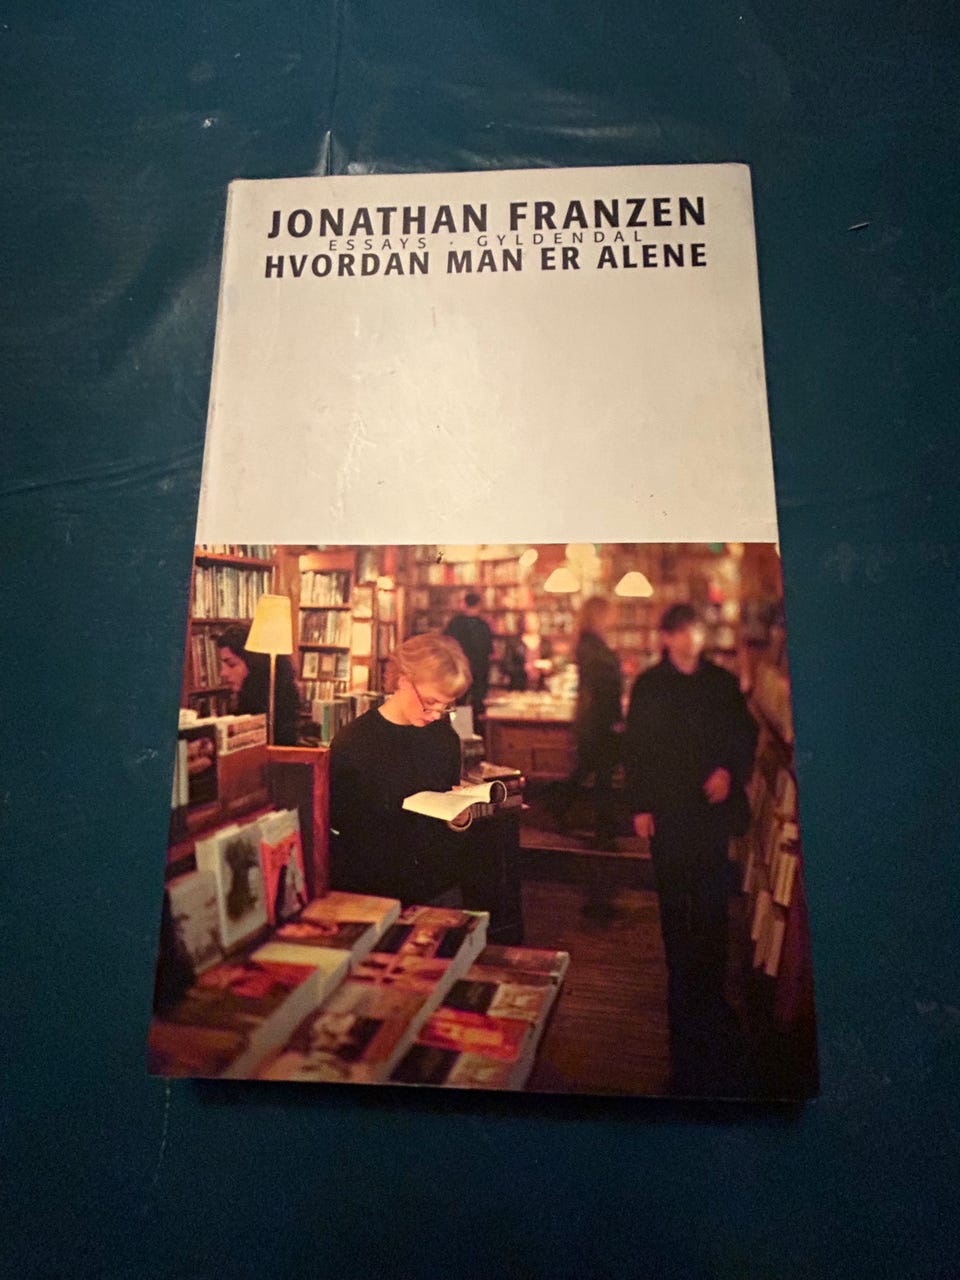 JONATHAN FRANZEN
ESSAYS · GYLDENDAL
HVORDAN MAN ER ALENE